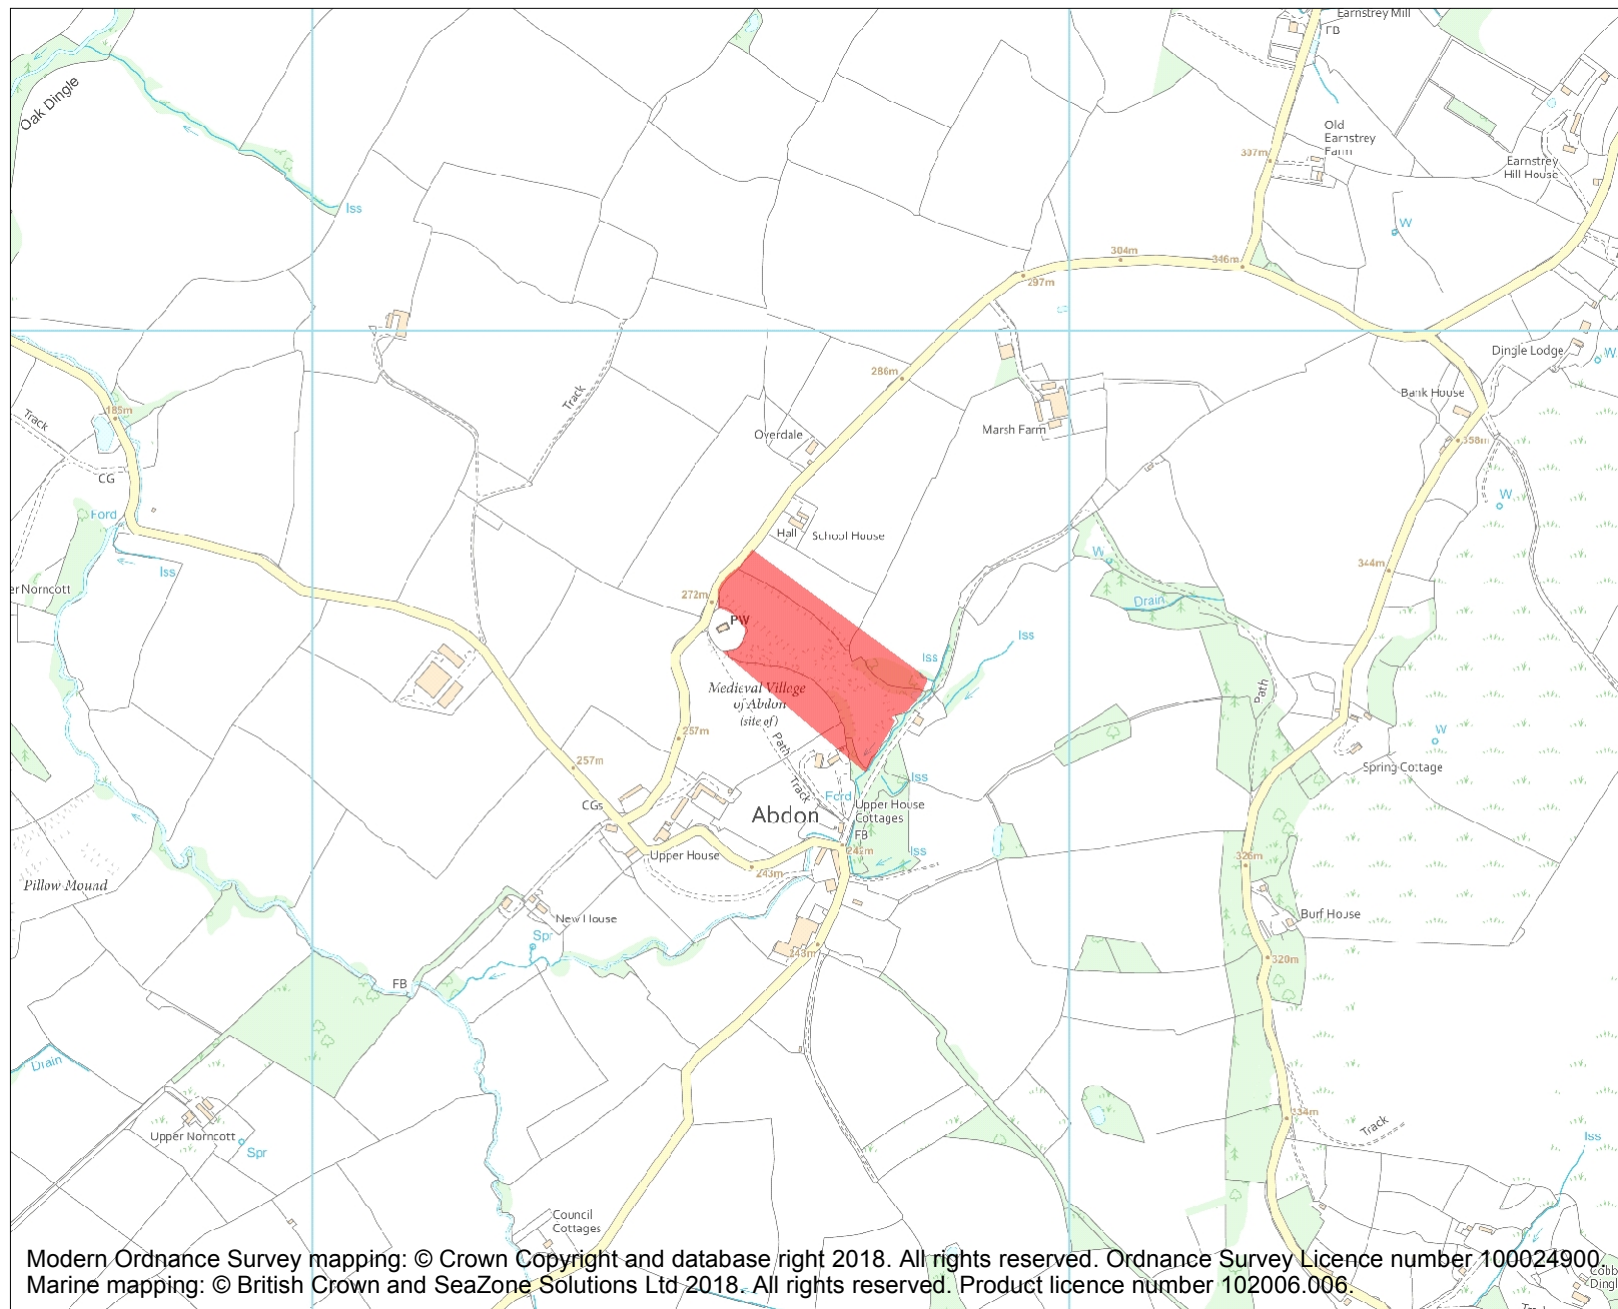 Earnstrey Mill
FB
Oak Dingle
Old
Earnstrey
Farm
337m
Earnstrey
Hill House
Iss
W
304m
346m
297m
Dingle Lodge
W
286m
Bank House
Track
185m
Track
Overdale
Marsh Farm
358m
CG
W
Ford
Hall
School House
Iss
W
344m
er Norncott
272m
Drain
PW
Iss
Iss
Medieval Village
of Abdon
(site of)
Path
257m
Path
W
257m
Spring Cottage
Track
Iss
CGs
Ford
Upper House
Cottages
Abdon
FB
Upper House
Iss
326m
243m
Pillow Mound
New House
Burf House
Spr
243m
320m
FB
Drain
334m
Track
Upper Norncott
Spr
Iss
Council
Cottages
Modern Ordnance Survey mapping: © Crown Copyright and database right 2018. All rights reserved. Ordnance Survey Licence number 100024900.
Marine mapping: © British Crown and SeaZone Solutions Ltd 2018. All rights reserved. Product licence number 102006.006.